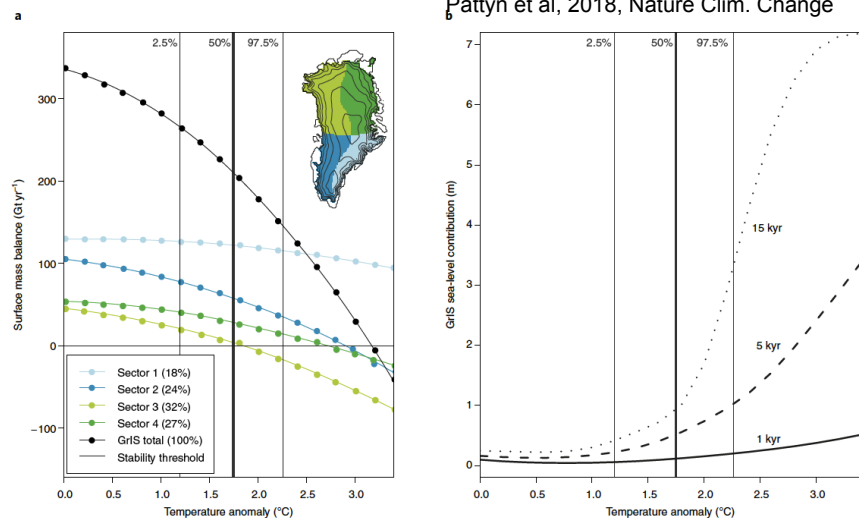 Pattyn et al, 2018, Nature Clim. Change
a
2.5% 50% 97.5%
300
200
100
0
−100
Surface mass balance (Gt yr−1)
Sector 1 (18%)
Sector 2 (24%)
Sector 3 (32%)
Sector 4 (27%)
GrIS total (100%)
Stability threshold
0.0 0.5 1.0 1.5 2.0 2.5 3.0
Temperature anomaly (°C)
b
2.5% 50% 97.5%
7
6
5
4
3
2
1
0
GrIS sea-level contribution (m)
15 kyr
5 kyr
1 kyr
0.0 0.5 1.0 1.5 2.0 2.5 3.0
Temperature anomaly (°C)